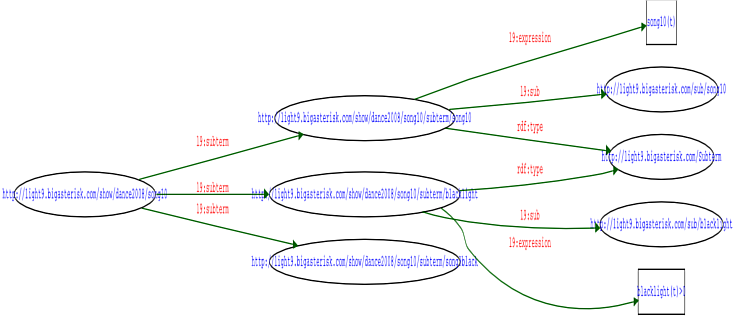 song10(t)
l9:expression
http://light9.bigasterisk.com/sub/song10
l9:sub
http://light9.bigasterisk.com/show/dance2008/song10/subterm/song10
rdf:type
l9:subterm
http://light9.bigasterisk.com/Subterm
rdf:type
http://light9.bigasterisk.com/show/dance2008/song10
l9:subterm
http://light9.bigasterisk.com/show/dance2008/song10/subterm/blacklight
l9:subterm
l9:sub
http://light9.bigasterisk.com/sub/blacklight
l9:expression
http://light9.bigasterisk.com/show/dance2008/song10/subterm/song/black